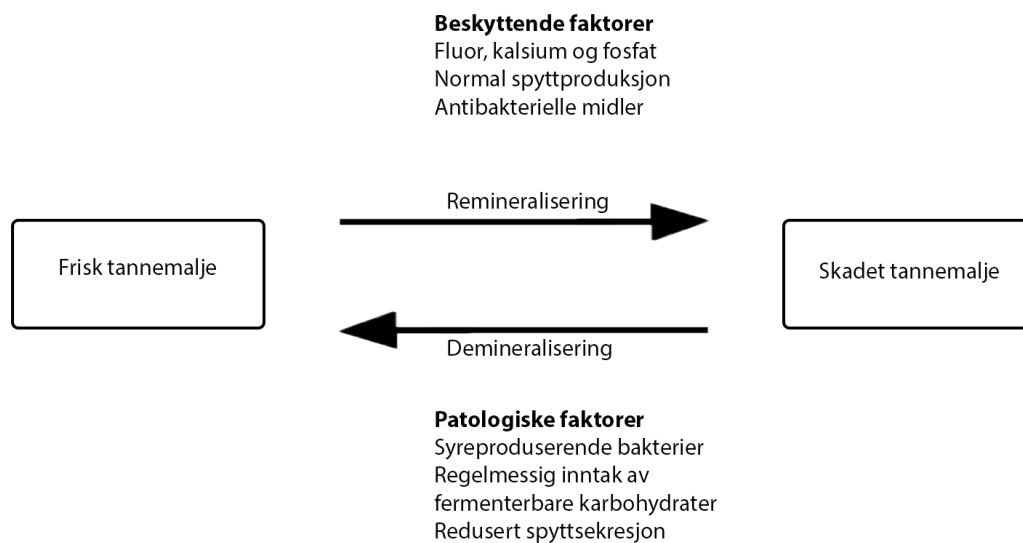 Beskyttende faktorer
Fluor, kalsium og fosfat
Normal spyttproduksjon
Antibakterielle midler
Remineralisering
Frisk tannemalje
Skadet tannemalje
Demineralisering
Patologiske faktorer
Syreproduserende bakterier
Regelmessig inntak av
fermenterbare karbohydrater
Redusert spyttsekresjon